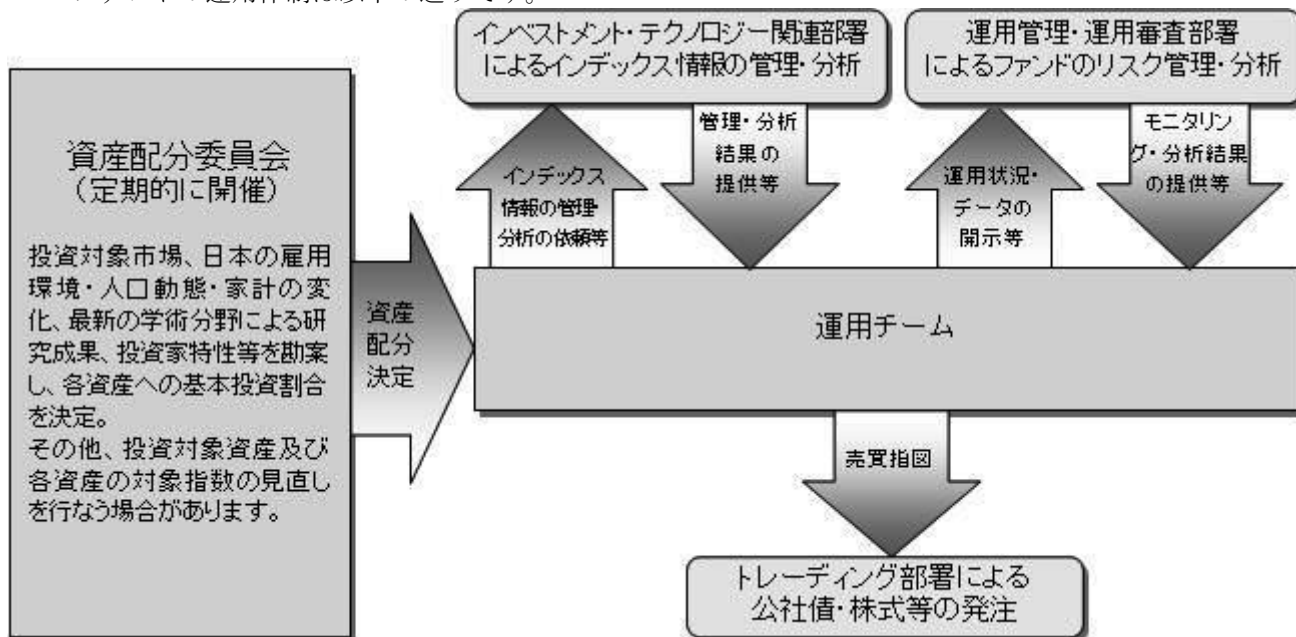 運用体制は以下の通りです。
インベストメント・テクノロジー関連部署
によるインデックス情報の管理・分析
運用管理・運用審査部署
によるファンドのリスク管理・分析
資産配分委員会
(定期的に開催)
投資対象市場、日本の雇用
環境・人口動態・家計の変
化、最新の学術分野による研
究成果、投資家特性等を勘案
し、各資産への基本投資割合
を決定。
その他、投資対象資産及び
各資産の対象指数の見直し
を行なう場合があります。
資産
配分
決定
インデックス
情報の管理・
分析の依頼等
管理・分析
結果の
提供等
運用状況・
データの
開示等
モニタリン
グ・分析結果
の提供等
運用チーム
売買指図
トレーディング部署による
公社債・株式等の発注